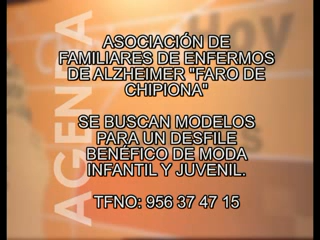 Hoy
AGENDA
ASOCIACIÓN DE
FAMILIARES DE ENFERMOS
DE ALZHEIMER "FARO DE
CHIPIONA"
SE BUSCAN MODELOS
PARA UN DESFILE
BENÉFICO DE MODA
INFANTIL Y JUVENIL.
TFNO: 956 37 47 15